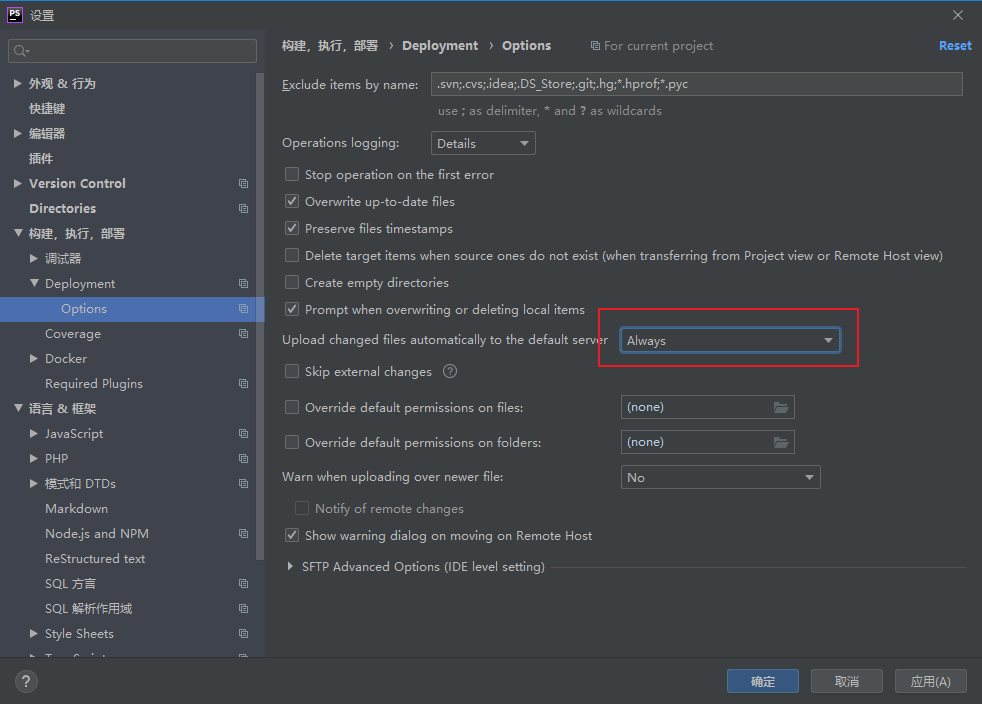 PS 设置
外观 & 行为
快捷键
编辑器
插件
Version Control
Directories
构建，执行，部署
调试器
Deployment
Options
Coverage
Docker
Required Plugins
语言 & 框架
JavaScript
PHP
模式和 DTDs
Markdown
Node.js and NPM
ReStructured text
SQL 方言
SQL 解析作用域
Style Sheets
构建，执行，部署 › Deployment › Options For current project Reset
Exclude items by name: .svn;.cvs;.idea;.DS_Store;.git;.hg;*.hprof;*.pyc
use ; as delimiter, * and ? as wildcards
Operations logging: Details
Stop operation on the first error
Overwrite up-to-date files
Preserve files timestamps
Delete target items when source ones do not exist (when transferring from Project view or Remote Host view)
Create empty directories
Prompt when overwriting or deleting local items
Upload changed files automatically to the default server Always
Skip external changes ?
Override default permissions on files: (none)
Override default permissions on folders: (none)
Warn when uploading over newer file: No
Notify of remote changes
Show warning dialog on moving on Remote Host
SFTP Advanced Options (IDE level setting)
? 确定 取消 应用(A)